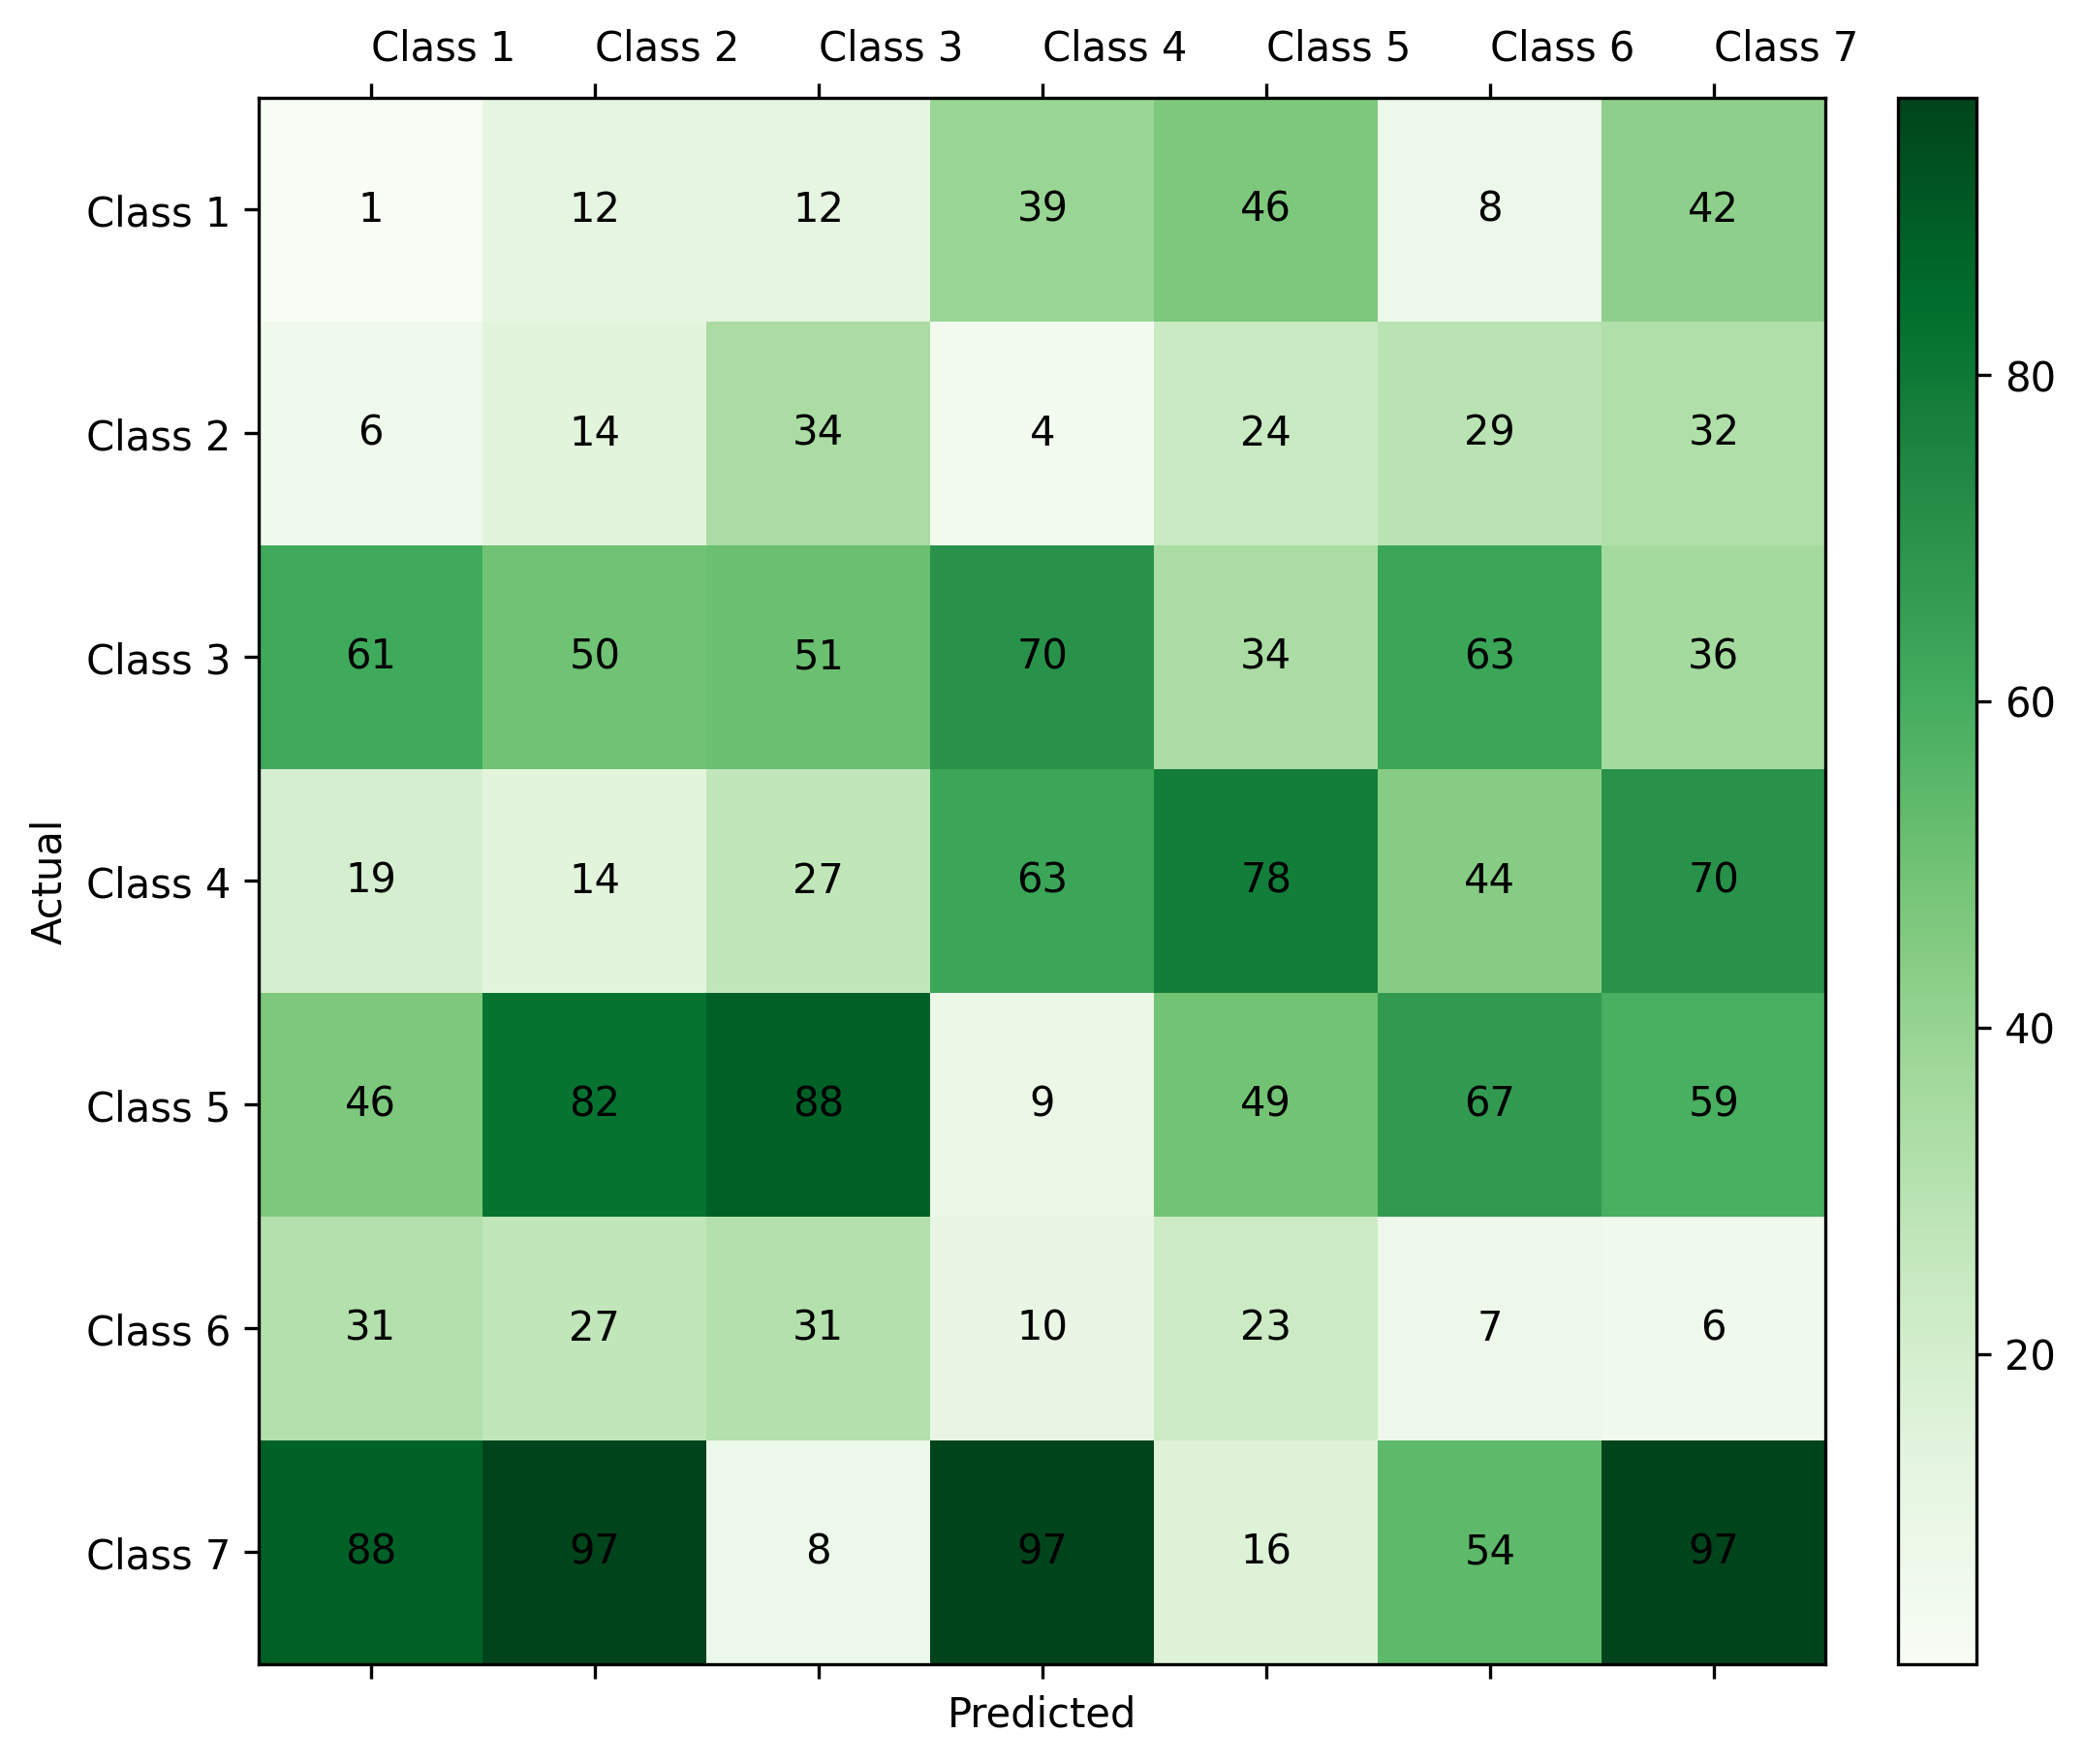 Class 1 Class 2 Class 3 Class 4 Class 5 Class 6 Class 7
Class 1 1 12 12 39 46 8 42
Class 2 6 14 34 4 24 29 32
Class 3 61 50 51 70 34 63 36
Class 4 19 14 27 63 78 44 70
Class 5 46 82 88 9 49 67 59
Class 6 31 27 31 10 23 7 6
Class 7 88 97 8 97 16 54 97
Actual
Predicted
80
60
40
20